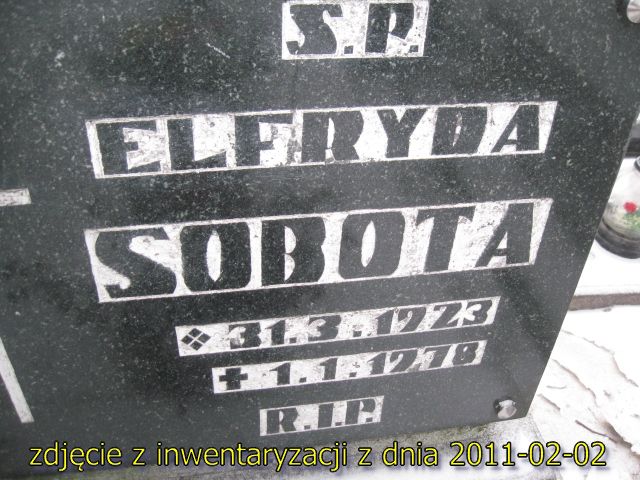 S.P.
ELFRYDA
SOBOTA
31.3.1923
1.1.1978
R.I.P.
zdjęcie z inwentaryzacji z dnia 2011-02-02